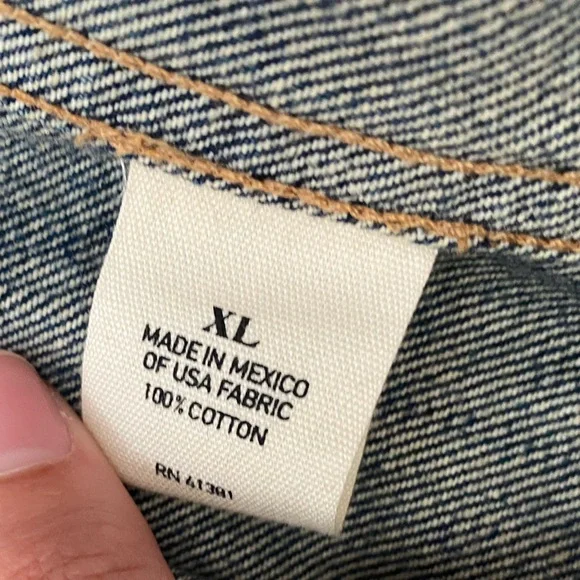 XL
MADE IN MEXICO
OF USA FABRIC
100% COTTON
RN 41381